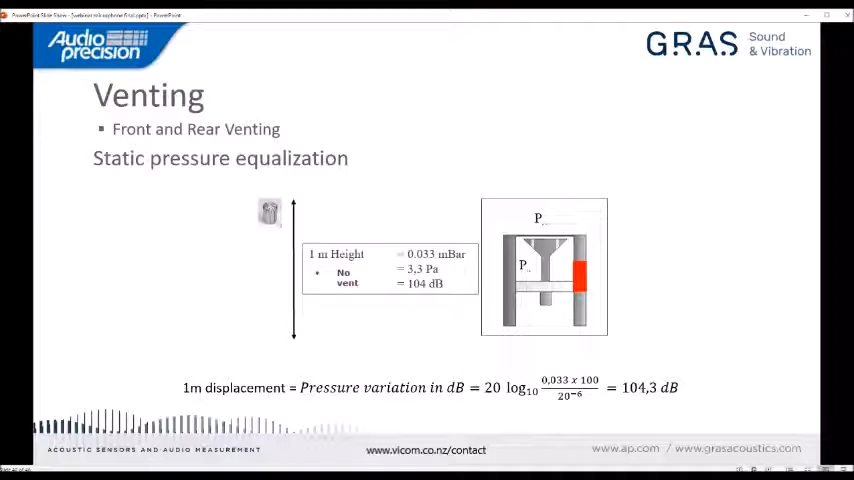 PowerPoint Slide Show - [webinar microphone final.pptx] - PowerPoint
Audio
precision
GRAS Sound
& Vibration
Venting
▪ Front and Rear Venting
Static pressure equalization
1 m Height = 0.033 mBar
• No = 3,3 Pa
vent = 104 dB
P
P
1m displacement = Pressure variation in dB = 20 log₁₀ (0,033 x 100)/(20⁻⁶) = 104,3 dB
ACOUSTIC SENSORS AND AUDIO MEASUREMENT
www.vicom.co.nz/contact
www.ap.com / www.grasacoustics.com